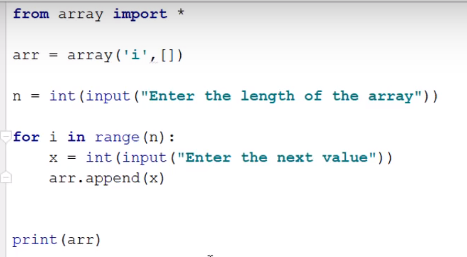 from array import *
arr = array('i',[])
n = int(input("Enter the length of the array"))
for i in range(n):
    x = int(input("Enter the next value"))
    arr.append(x)
print(arr)